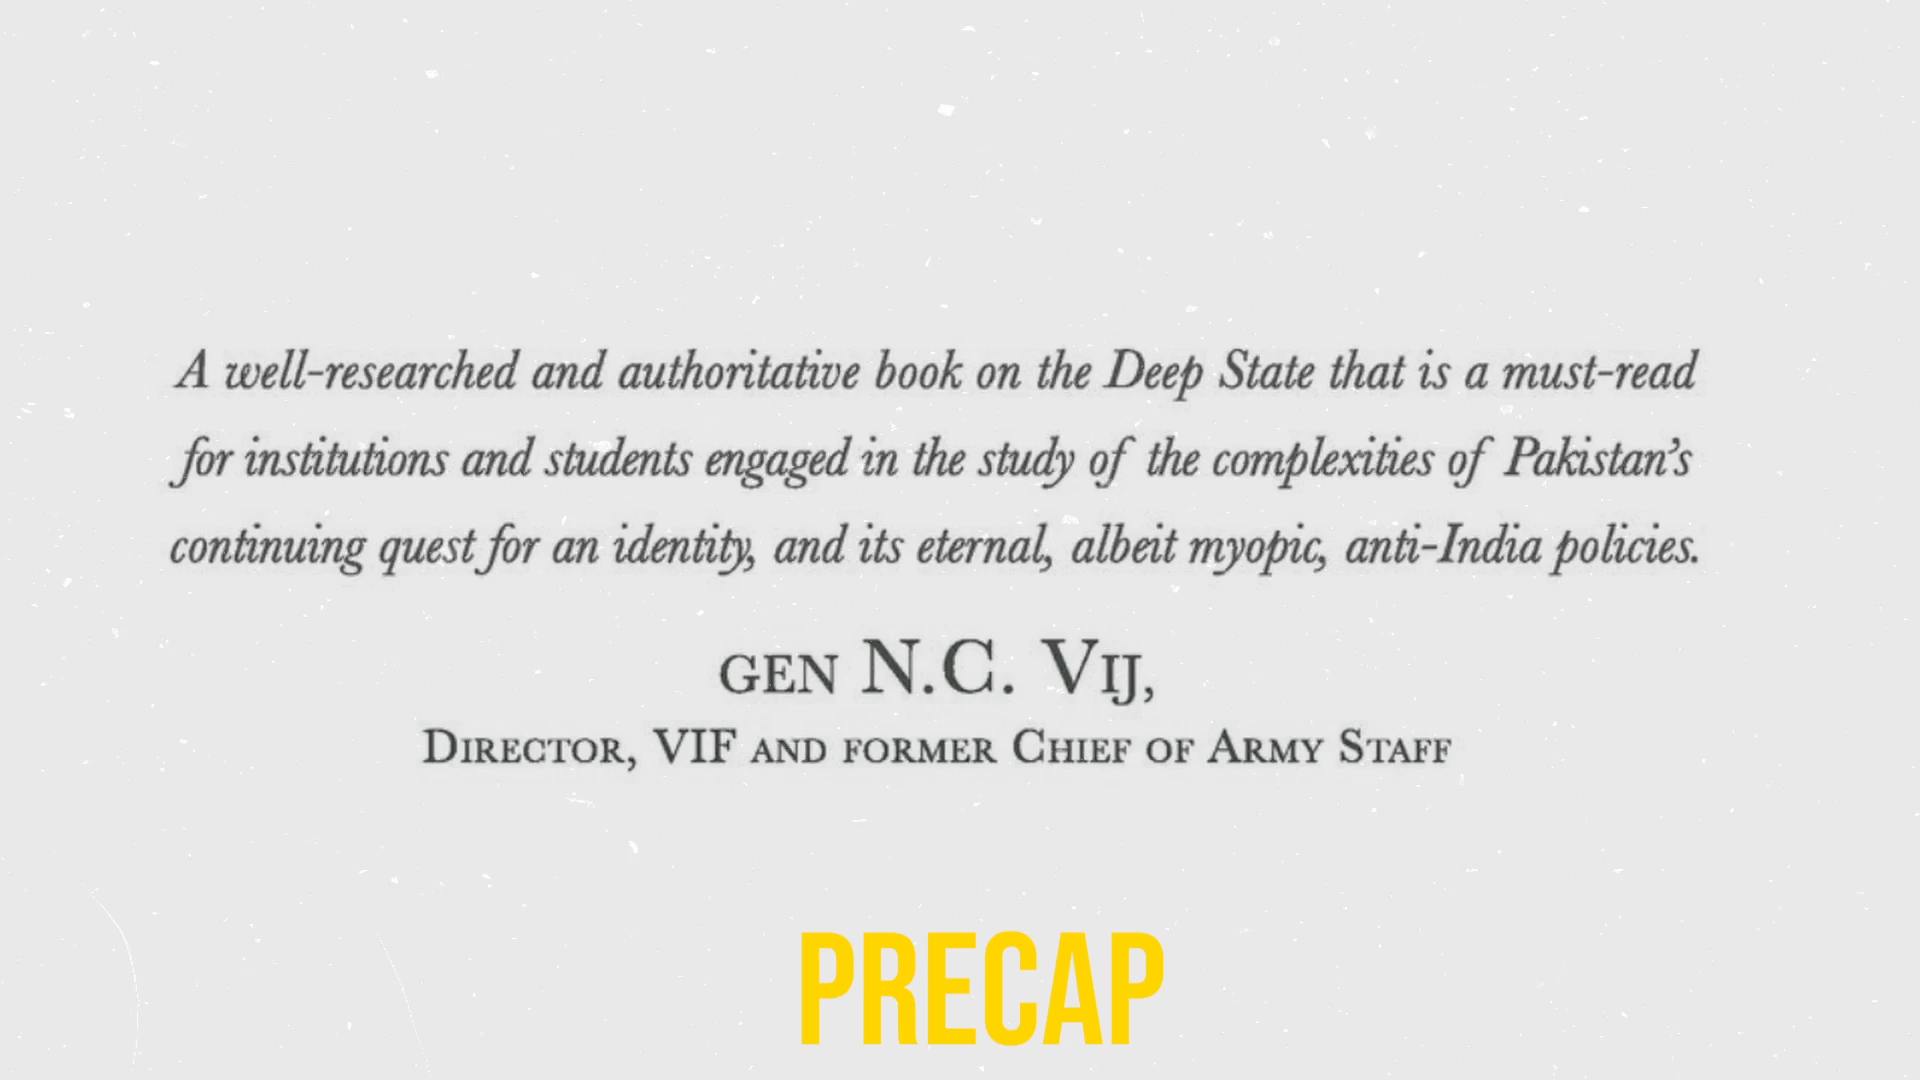 A well-researched and authoritative book on the Deep State that is a must-read
for institutions and students engaged in the study of the complexities of Pakistan's
continuing quest for an identity, and its eternal, albeit myopic, anti-India policies.
GEN N.C. VIJ,
DIRECTOR, VIF AND FORMER CHIEF OF ARMY STAFF
PRECAP